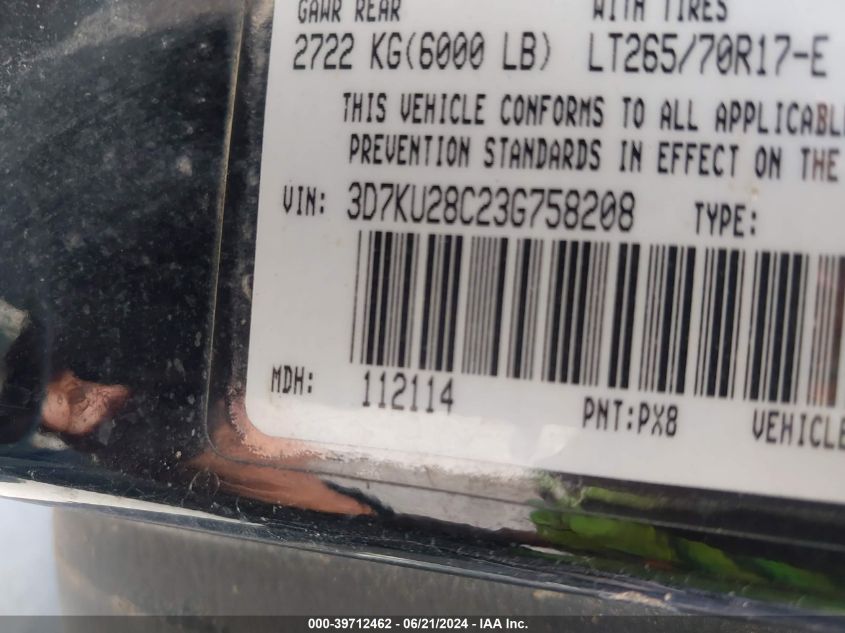 GAWR REAR WITH TIRES
2722 KG(6000 LB) LT265/70R17-E
THIS VEHICLE CONFORMS TO ALL APPLICABLE
PREVENTION STANDARDS IN EFFECT ON THE
VIN: 3D7KU28C23G758208 TYPE:
MDH: 112114
PNT:PX8 VEHICLE
000-39712462 / 06/21/2024 - IAA Inc.